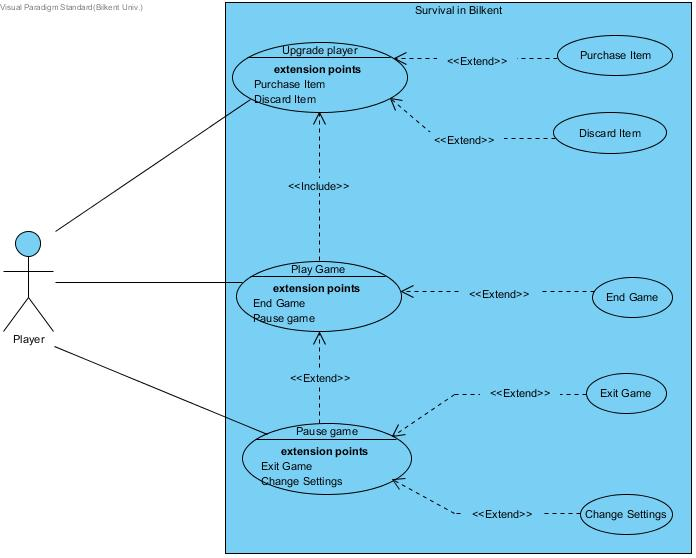 Visual Paradigm Standard(Bilkent Univ.)
Survival in Bilkent
Upgrade player
extension points
Purchase Item
Discard Item
<<Extend>>
Purchase Item
<<Extend>>
Discard Item
<<Include>>
Play Game
extension points
End Game
Pause game
<<Extend>>
End Game
Player
<<Extend>>
Pause game
extension points
Exit Game
Change Settings
<<Extend>>
Exit Game
<<Extend>>
Change Settings